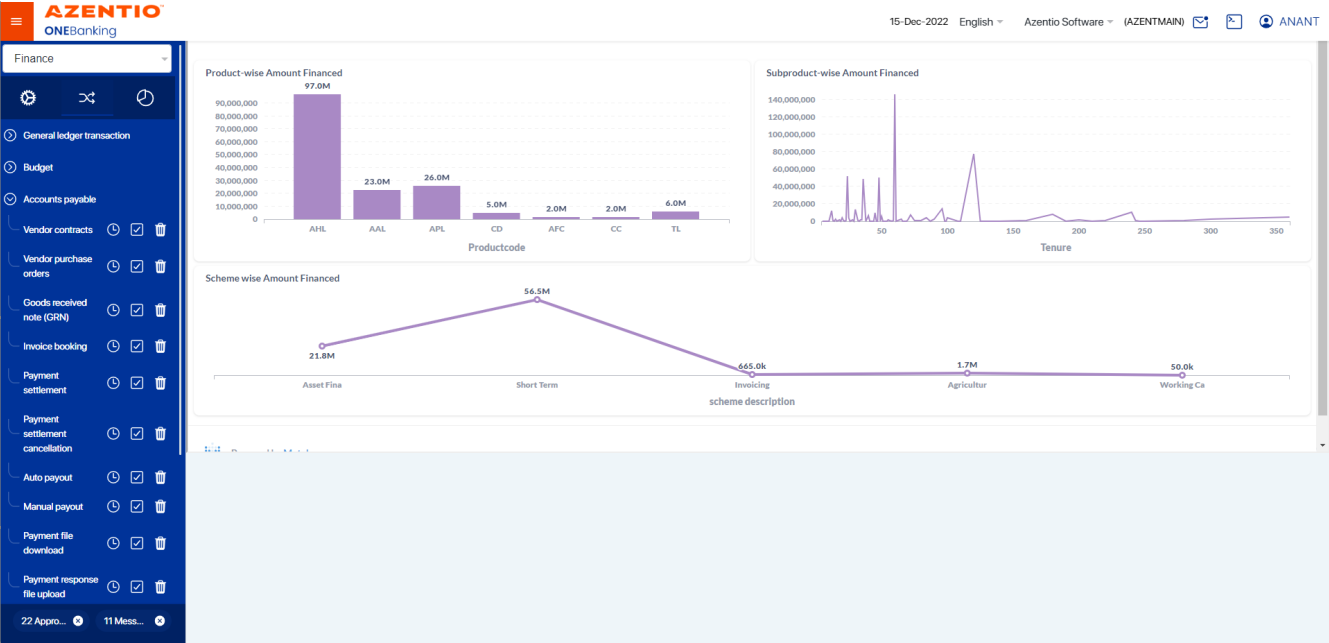 AZENTIO™
ONEBanking
15-Dec-2022 English Azentio Software (AZENTMAIN) ANANT
Finance
General ledger transaction
Budget
Accounts payable
Vendor contracts
Vendor purchase
orders
Goods received
note (GRN)
Invoice booking
Payment
settlement
Payment
settlement
cancellation
Auto payout
Manual payout
Payment file
download
Payment response
file upload
22 Appro...
11 Mess...
Product-wise Amount Financed
97.0M
90,000,000
80,000,000
70,000,000
60,000,000
50,000,000
40,000,000
30,000,000
20,000,000
10,000,000
0
23.0M
26.0M
5.0M
2.0M
2.0M
6.0M
AHL AAL APL CD AFC CC TL
Productcode
Subproduct-wise Amount Financed
140,000,000
120,000,000
100,000,000
80,000,000
60,000,000
40,000,000
20,000,000
0
50 100 150 200 250 300 350
Tenure
Scheme wise Amount Financed
56.5M
21.8M
665.0k
1.7M
50.0k
Asset Fina Short Term Invoicing Agricultur Working Ca
scheme description